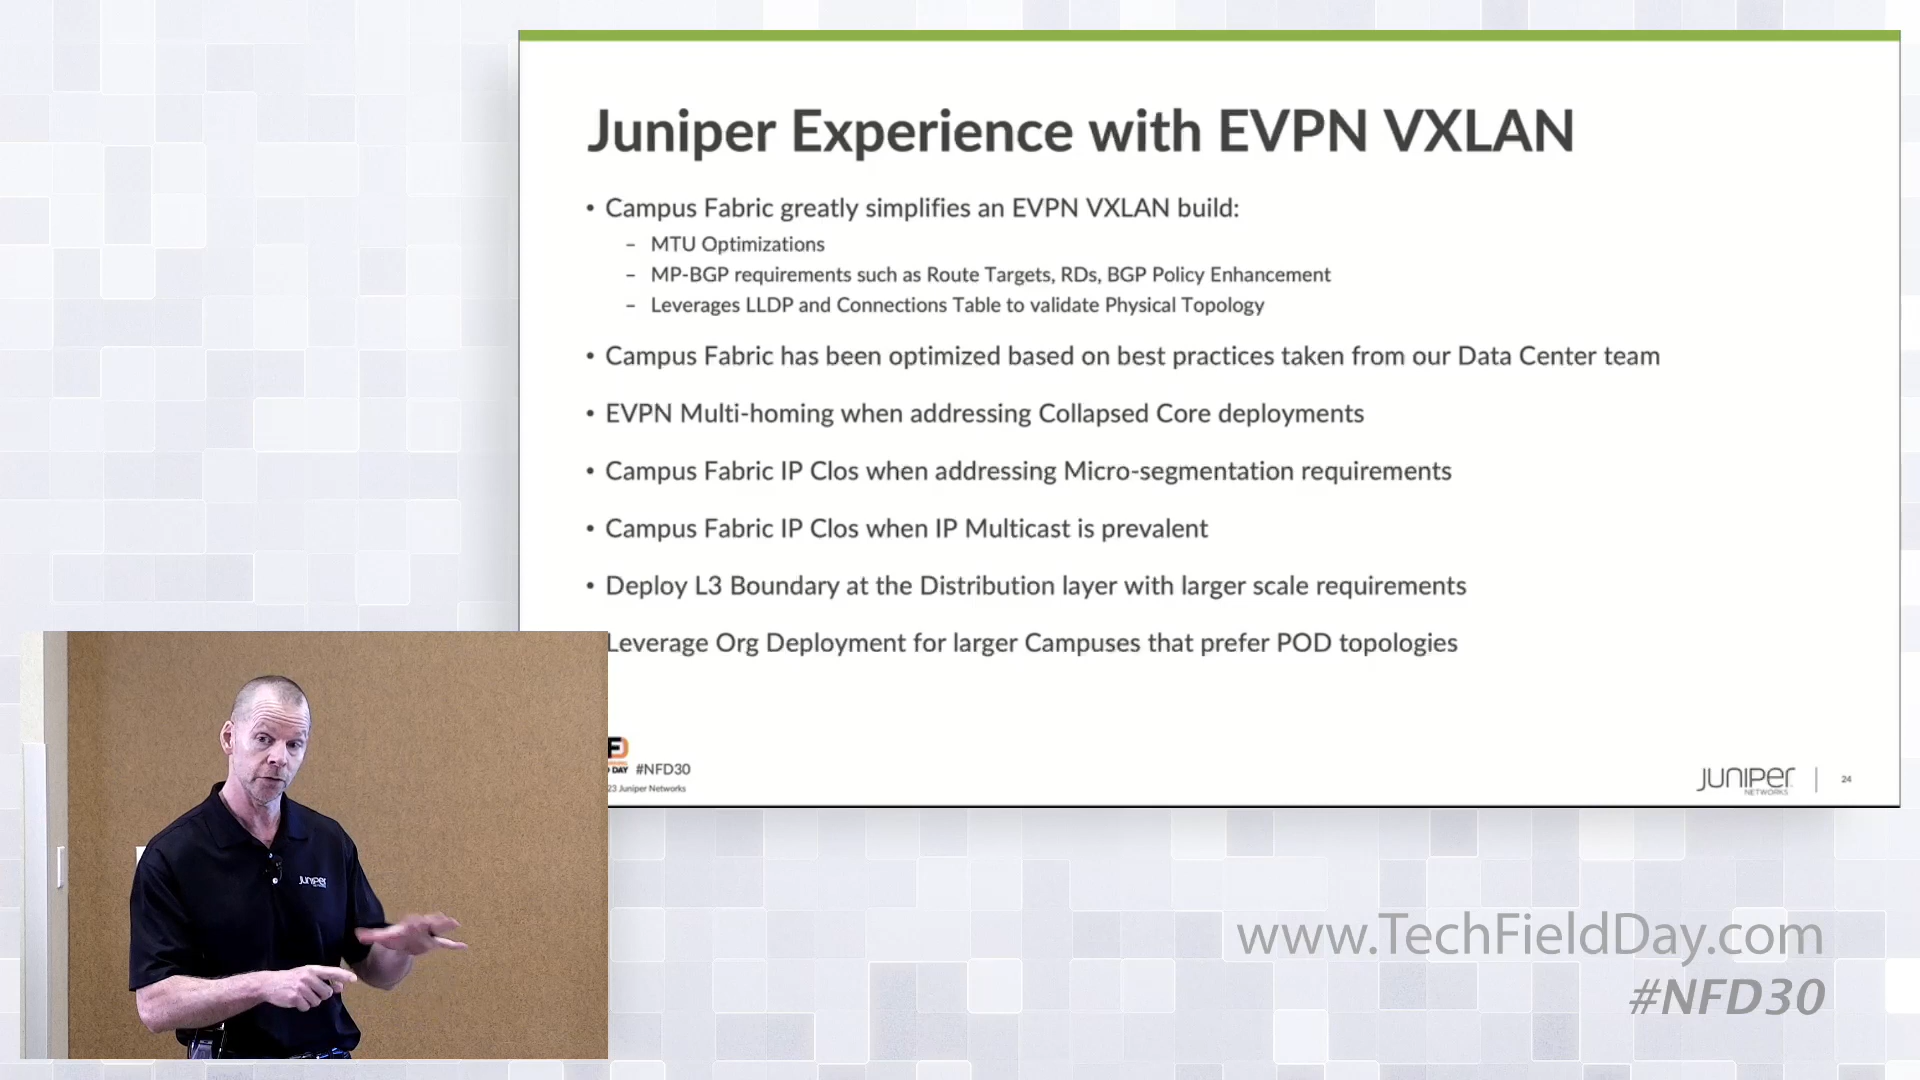 Juniper Experience with EVPN VXLAN
• Campus Fabric greatly simplifies an EVPN VXLAN build:
– MTU Optimizations
– MP-BGP requirements such as Route Targets, RDs, BGP Policy Enhancement
– Leverages LLDP and Connections Table to validate Physical Topology
• Campus Fabric has been optimized based on best practices taken from our Data Center team
• EVPN Multi-homing when addressing Collapsed Core deployments
• Campus Fabric IP Clos when addressing Micro-segmentation requirements
• Campus Fabric IP Clos when IP Multicast is prevalent
• Deploy L3 Boundary at the Distribution layer with larger scale requirements
Leverage Org Deployment for larger Campuses that prefer POD topologies
DAY #NFD30
23 Juniper Networks
JUNIPER
NETWORKS
24
JUNIPER
www.TechFieldDay.com
#NFD30